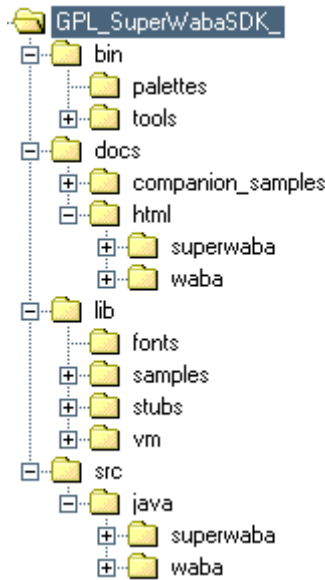 GPL_SuperWabaSDK_
bin
palettes
tools
docs
companion_samples
html
superwaba
waba
lib
fonts
samples
stubs
vm
src
java
superwaba
waba